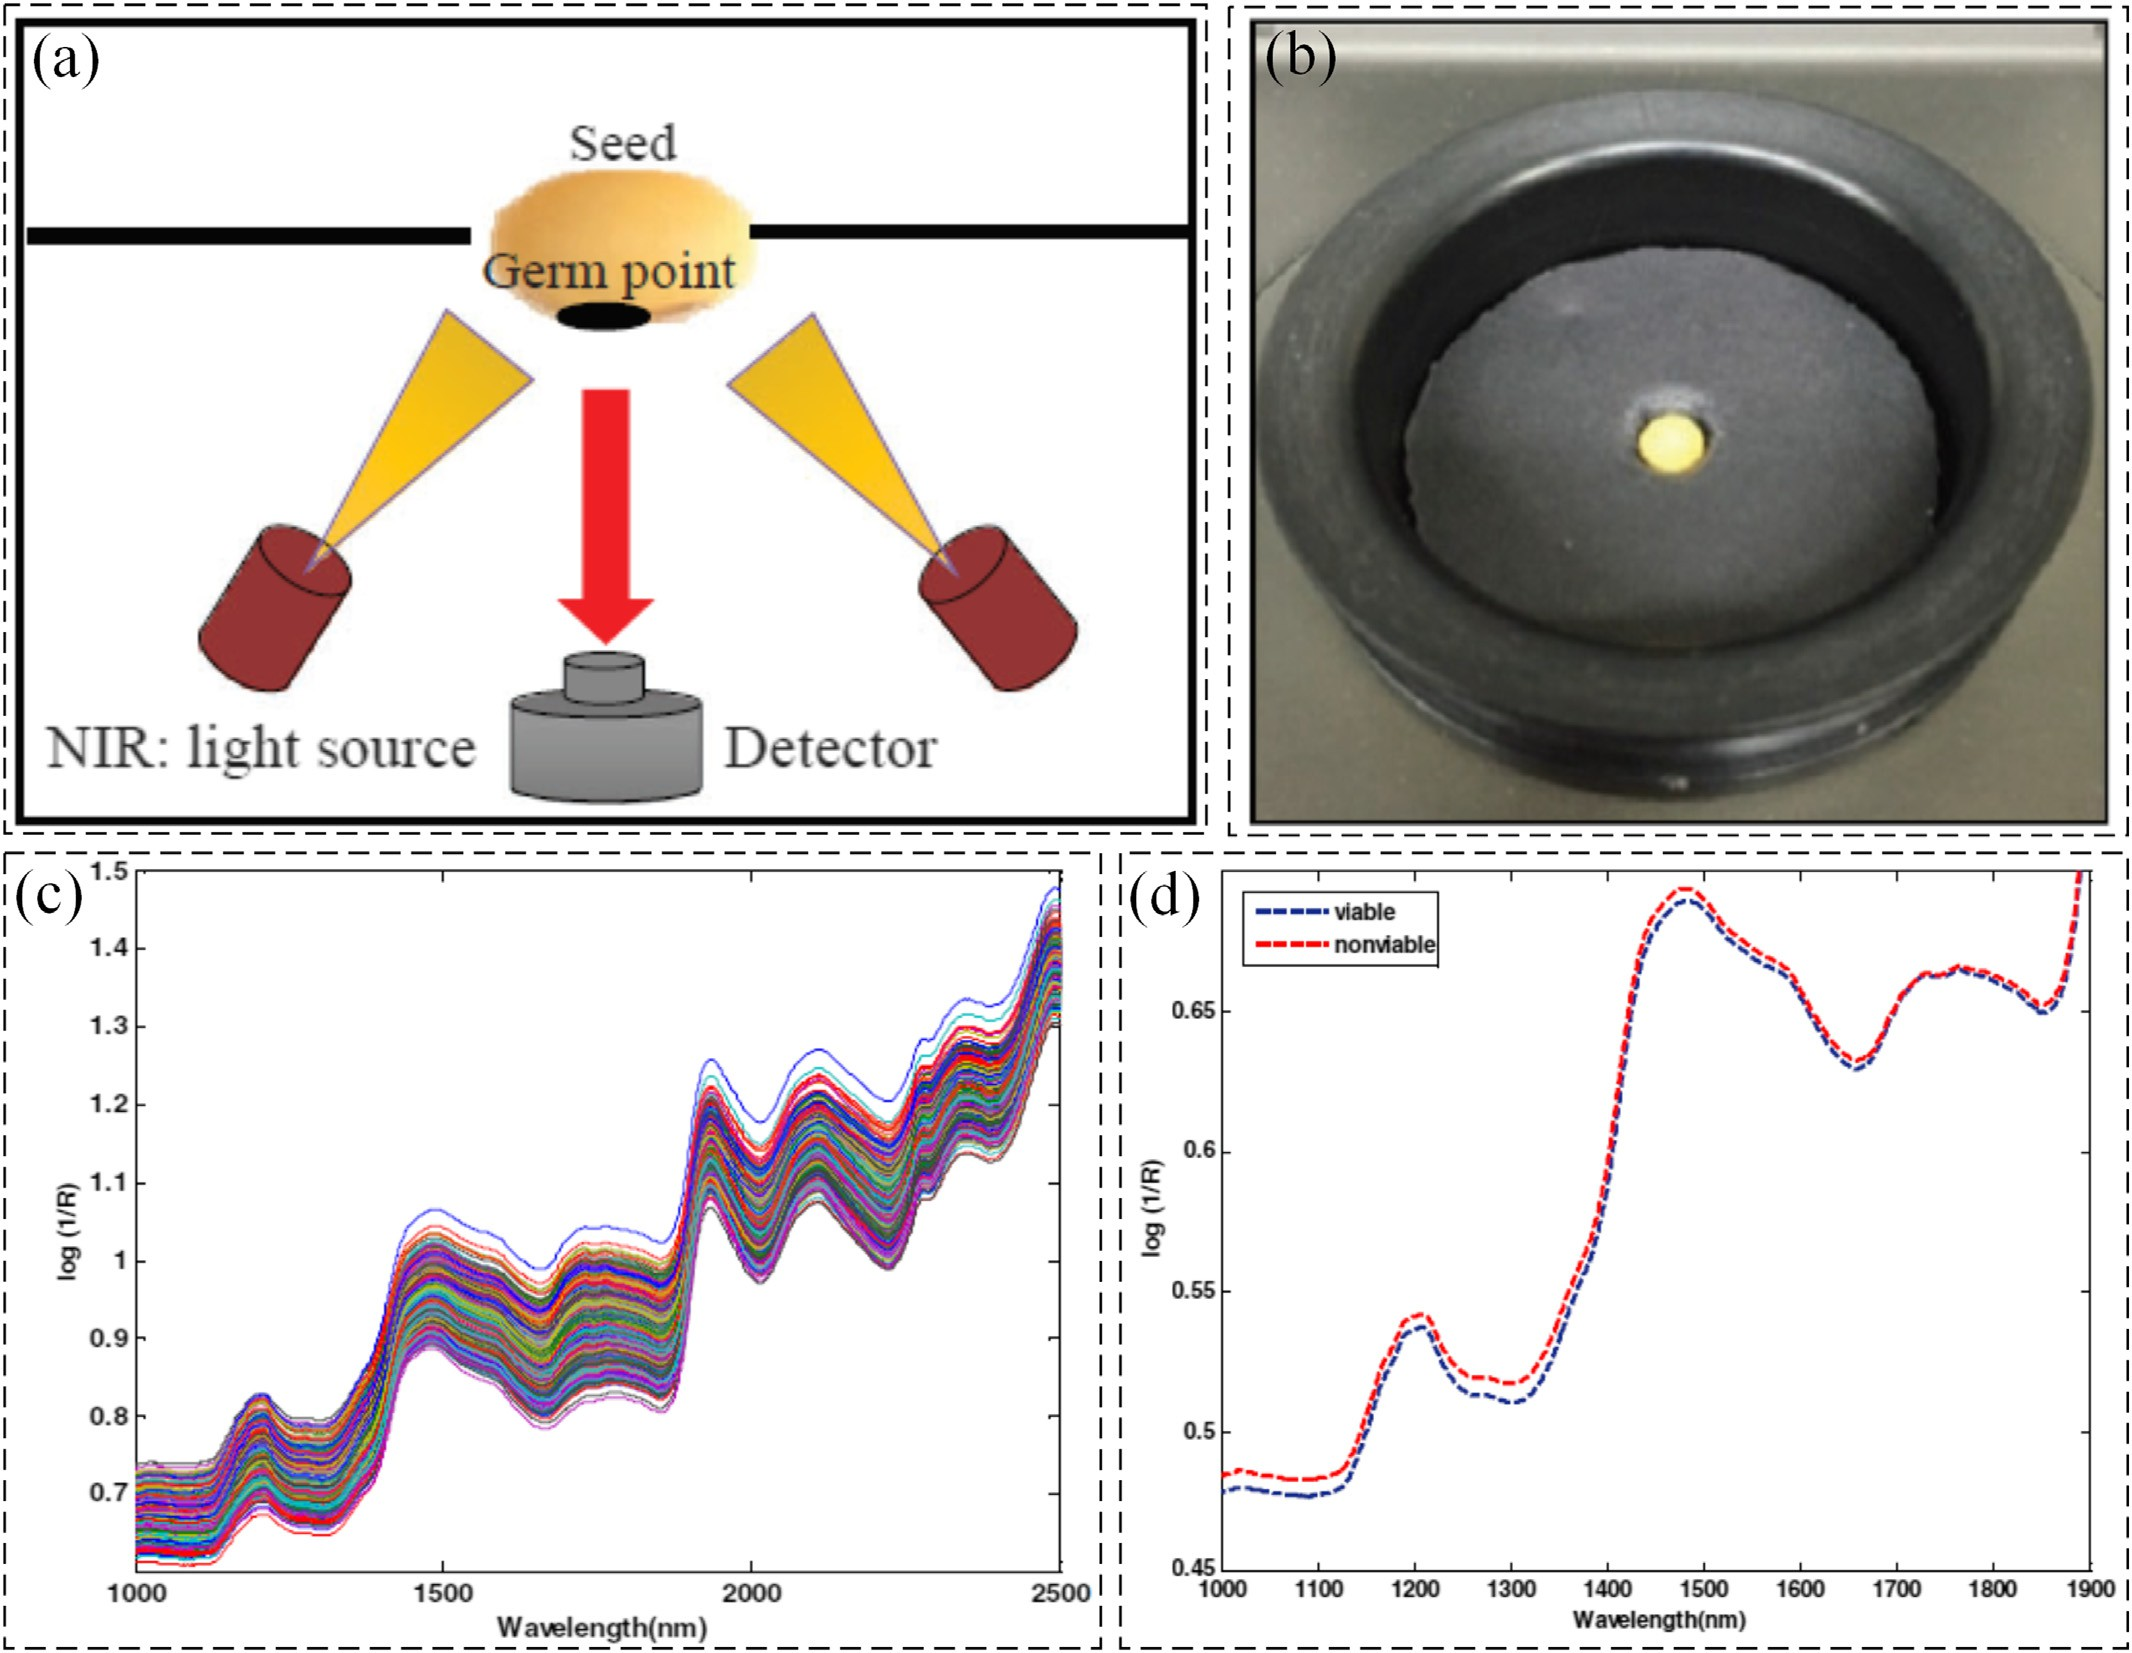 (a)
Seed
Germ point
NIR: light source
Detector
(b)
(c)
1.5
1.4
1.3
1.2
1.1
1
0.9
0.8
0.7
log (1/R)
1000 1500 2000 2500
Wavelength(nm)
(d)
viable
nonviable
0.65
0.6
0.55
0.5
0.45
log (1/R)
1000 1100 1200 1300 1400 1500 1600 1700 1800 1900
Wavelength(nm)